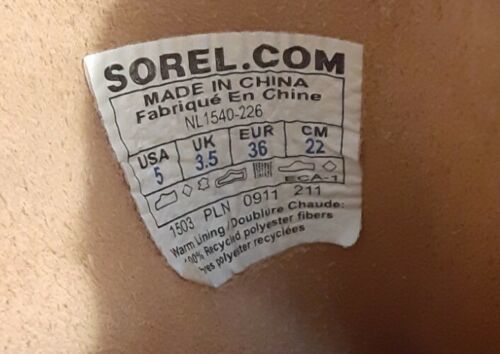 SOREL.COM
MADE IN CHINA
Fabriqué En Chine
NL1540-226
USA UK EUR CM
5 3.5 36 22
ECA-1
1503 PLN 0911 211
Warm Lining/Doublure Chaude:
100% Recycled polyester fibers
polyester recyclées